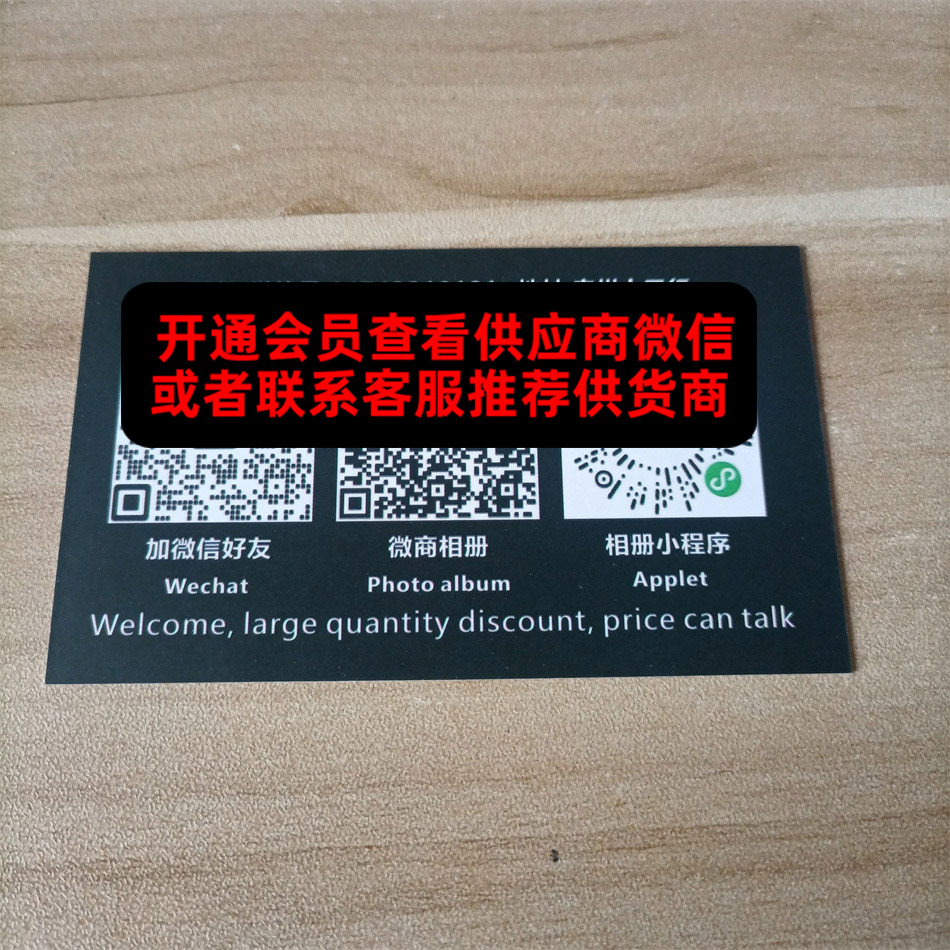 开通会员查看供应商微信
或者联系客服推荐供货商
加微信好友
微商相册
相册小程序
Wechat
Photo album
Applet
Welcome, large quantity discount, price can talk